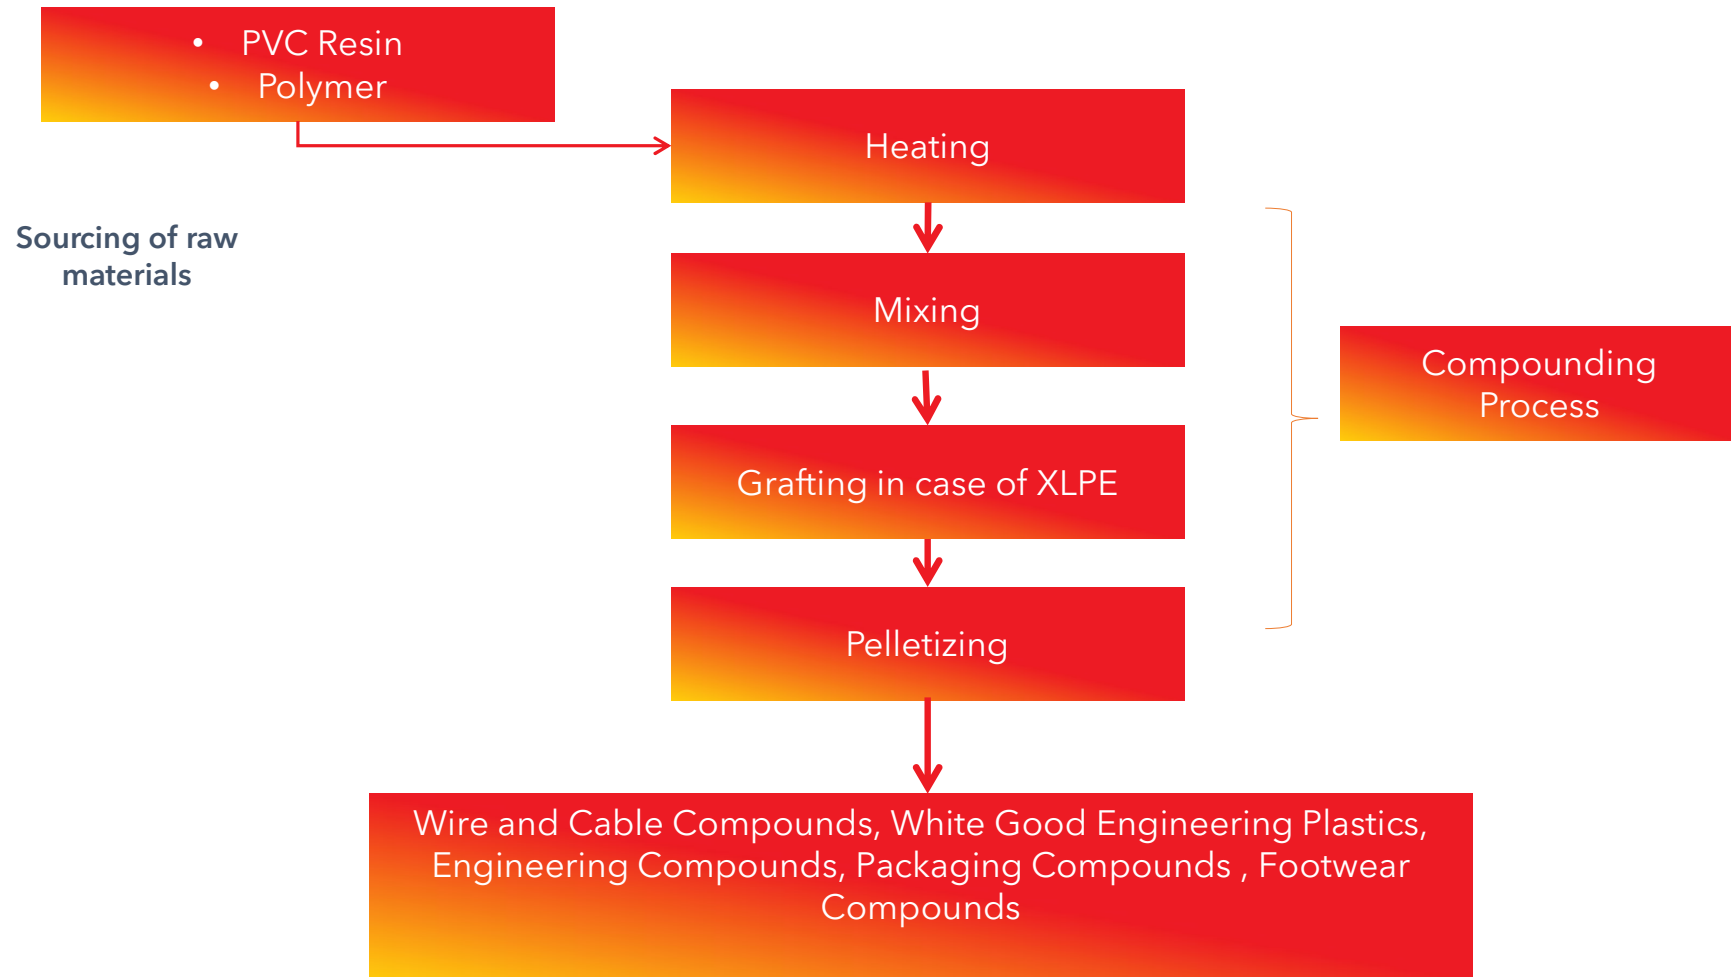 • PVC Resin
• Polymer
Heating
Sourcing of raw
materials
Mixing
Compounding
Process
Grafting in case of XLPE
Pelletizing
Wire and Cable Compounds, White Good Engineering Plastics,
Engineering Compounds, Packaging Compounds , Footwear
Compounds